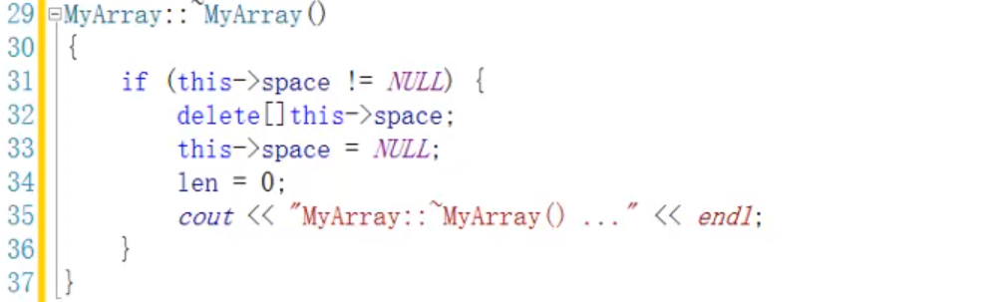 29 MyArray::~MyArray()
30 {
31     if (this->space != NULL) {
32         delete[]this->space;
33         this->space = NULL;
34         len = 0;
35         cout << "MyArray::~MyArray() ..." << endl;
36     }
37 }